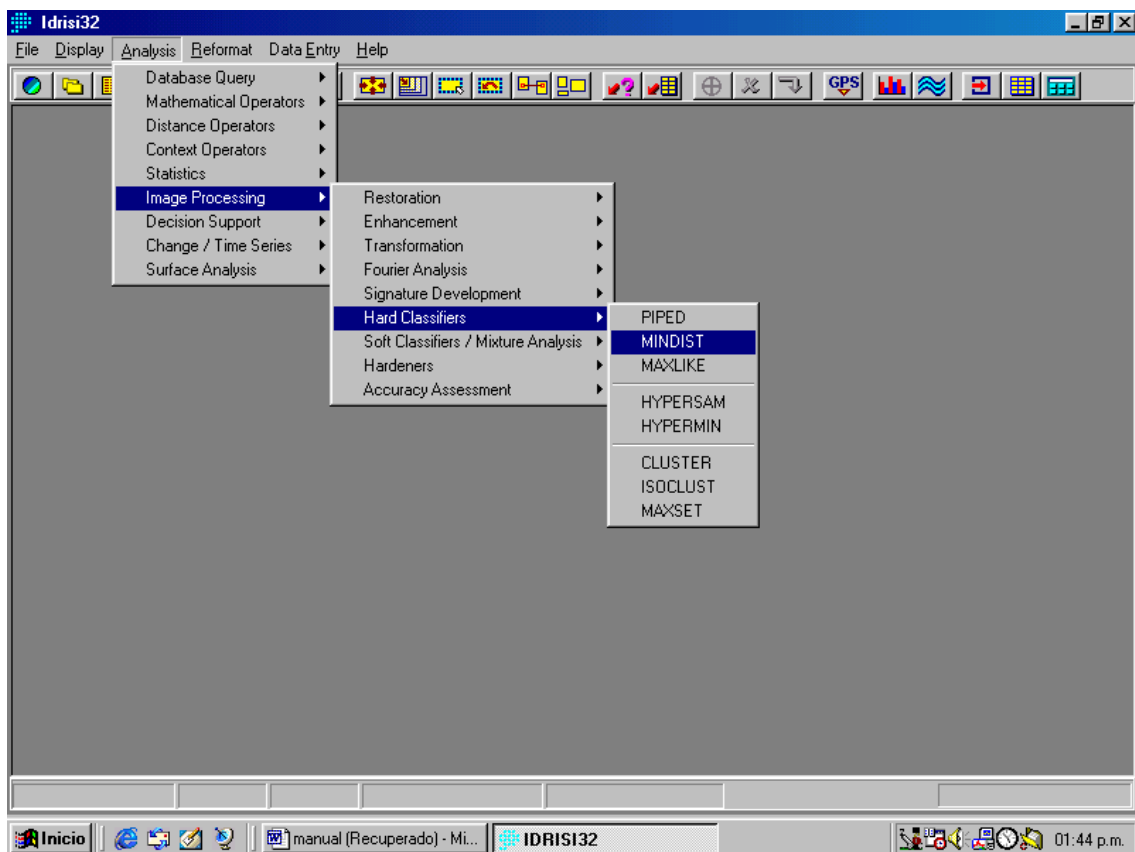 Idrisi32
File Display Analysis Reformat Data Entry Help
GPS
Database Query
Mathematical Operators
Distance Operators
Context Operators
Statistics
Image Processing
Decision Support
Change / Time Series
Surface Analysis
Restoration
Enhancement
Transformation
Fourier Analysis
Signature Development
Hard Classifiers
Soft Classifiers / Mixture Analysis
Hardeners
Accuracy Assessment
PIPED
MINDIST
MAXLIKE
HYPERSAM
HYPERMIN
CLUSTER
ISOCLUST
MAXSET
Inicio manual (Recuperado) - Mi... IDRISI32 01:44 p.m.